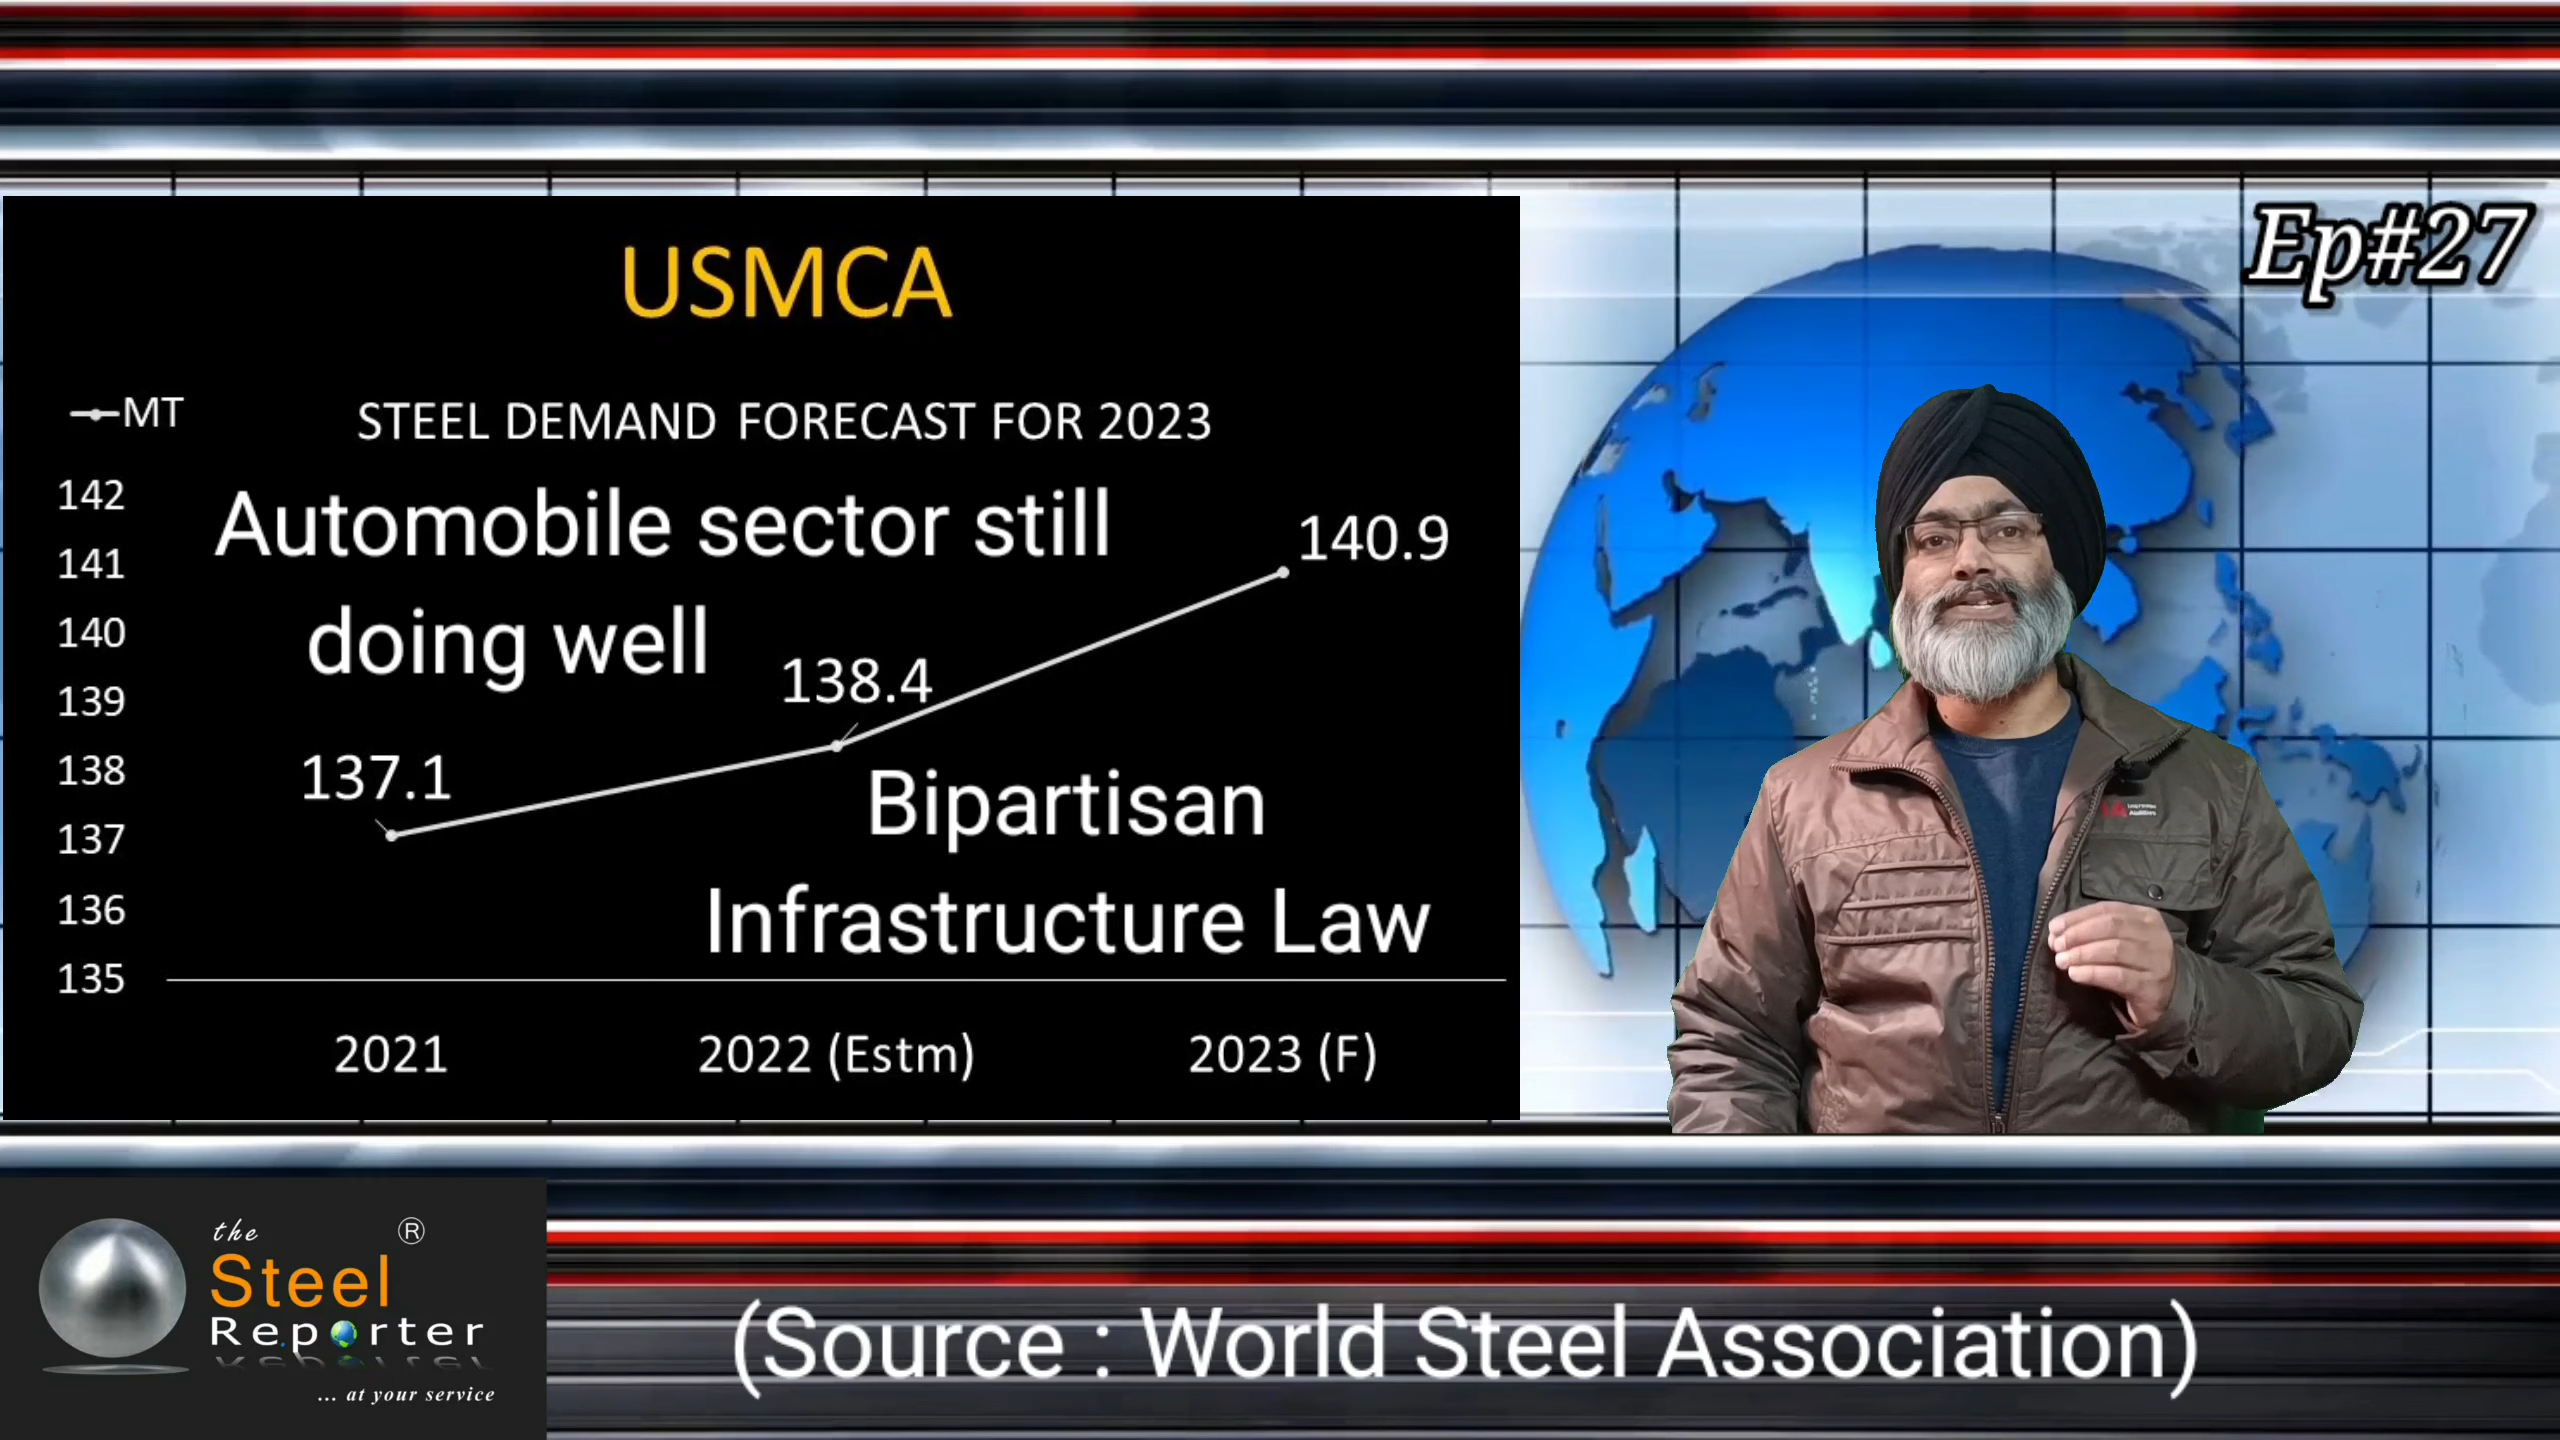 Ep#27
USMCA
MT
STEEL DEMAND FORECAST FOR 2023
142
141
140
139
138
137
136
135
Automobile sector still
doing well
140.9
138.4
137.1
Bipartisan
Infrastructure Law
2021
2022 (Estm)
2023 (F)
the ®
Steel
Reporter
... at your service
(Source : World Steel Association)